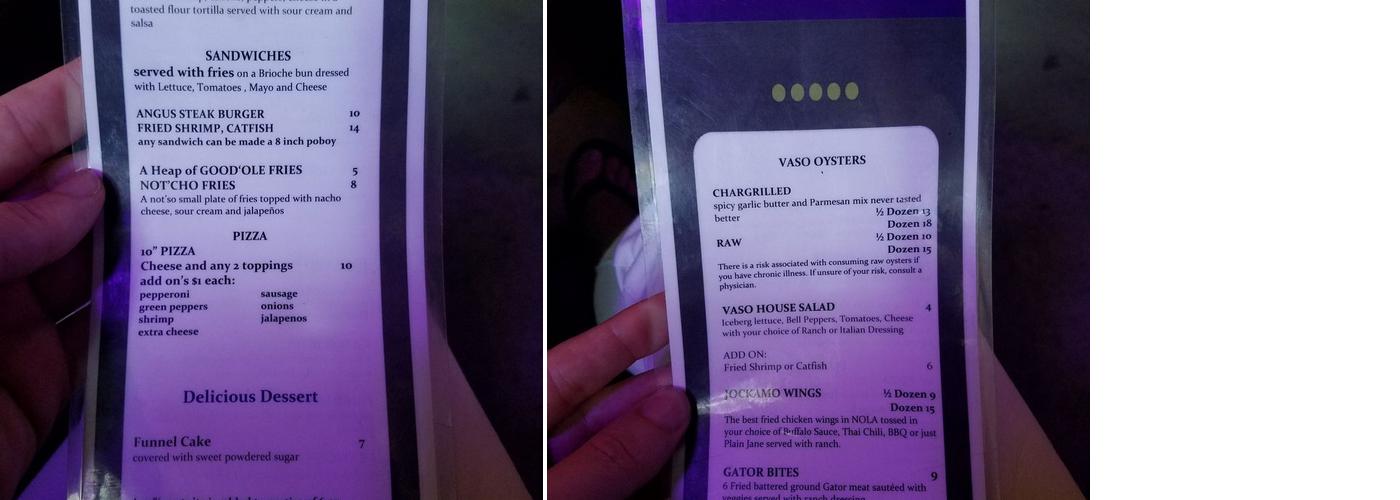 toasted flour tortilla served with sour cream and
salsa
SANDWICHES
served with fries on a Brioche bun dressed
with Lettuce, Tomatoes , Mayo and Cheese
ANGUS STEAK BURGER 10
FRIED SHRIMP, CATFISH 14
any sandwich can be made a 8 inch poboy
A Heap of GOOD'OLE FRIES 5
NOT'CHO FRIES 8
A not'so small plate of fries topped with nacho
cheese, sour cream and jalapeños
PIZZA
10" PIZZA
Cheese and any 2 toppings 10
add on's $1 each:
pepperoni sausage
green peppers onions
shrimp jalapenos
extra cheese
Delicious Dessert
Funnel Cake 7
covered with sweet powdered sugar
VASO OYSTERS
CHARGRILLED
spicy garlic butter and Parmesan mix never tasted
better ½ Dozen 13
Dozen 18
RAW ½ Dozen 10
Dozen 15
There is a risk associated with consuming raw oysters if
you have chronic illness. If unsure of your risk, consult a
physician.
VASO HOUSE SALAD 4
Iceberg lettuce, Bell Peppers, Tomatoes, Cheese
with your choice of Ranch or Italian Dressing
ADD ON:
Fried Shrimp or Catfish 6
JOCKAMO WINGS ½ Dozen 9
Dozen 15
The best fried chicken wings in NOLA tossed in
your choice of Buffalo Sauce, Thai Chili, BBQ or just
Plain Jane served with ranch.
GATOR BITES 9
6 Fried battered ground Gator meat sautéed with
veggies served with ranch dressing